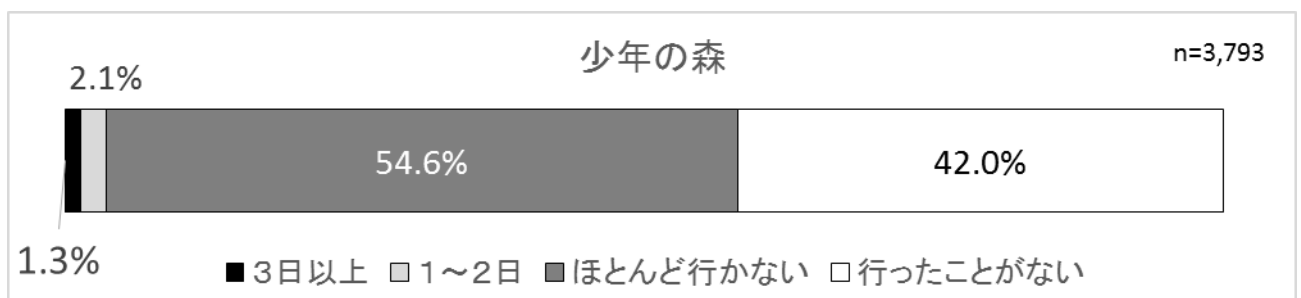 少年の森
n=3,793
2.1%
54.6%
42.0%
1.3%
■３日以上 □１～２日 ■ほとんど行かない □行ったことがない